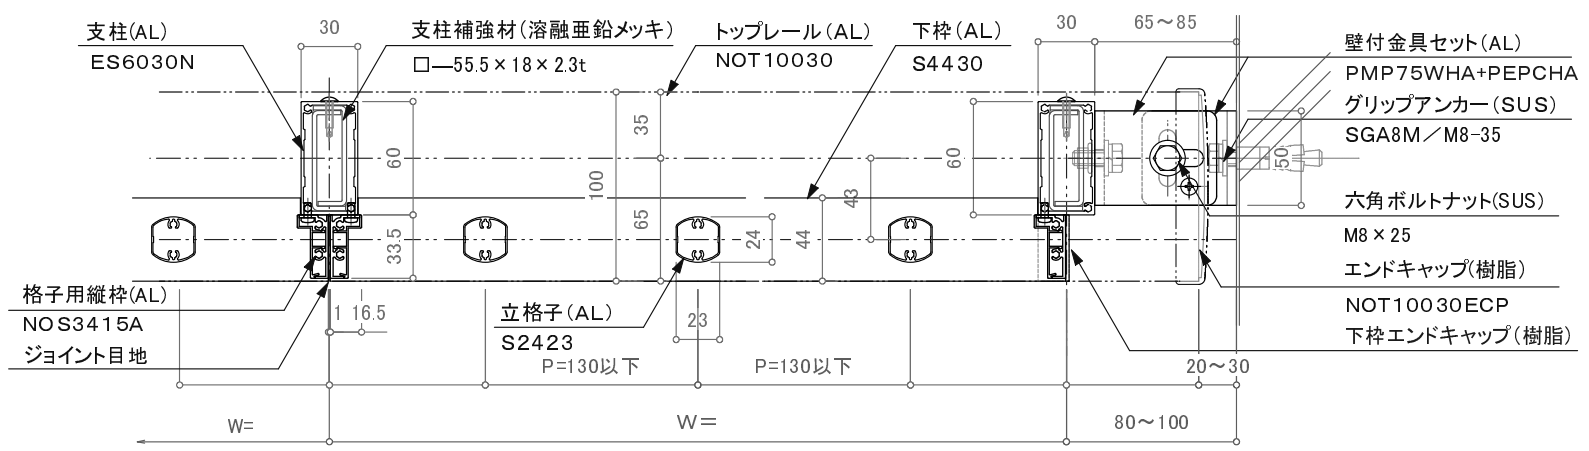 支柱(AL)
ES6030N
30
支柱補強材(溶融亜鉛メッキ)
□―55.5×18×2.3t
トップレール(AL)
NOT10030
下枠(AL)
S4430
30
65～85
壁付金具セット(AL)
PMP75WHA+PEPCHA
グリップアンカー(SUS)
SGA8M／M8-35
六角ボルトナット(SUS)
M8×25
エンドキャップ(樹脂)
NOT10030ECP
下枠エンドキャップ(樹脂)
60
33.5
100
35
65
24
44
43
60
50
格子用縦枠(AL)
NOS3415A
ジョイント目地
1 16.5
立格子(AL)
S2423
23
P=130以下
P=130以下
20～30
W=
W=
80～100